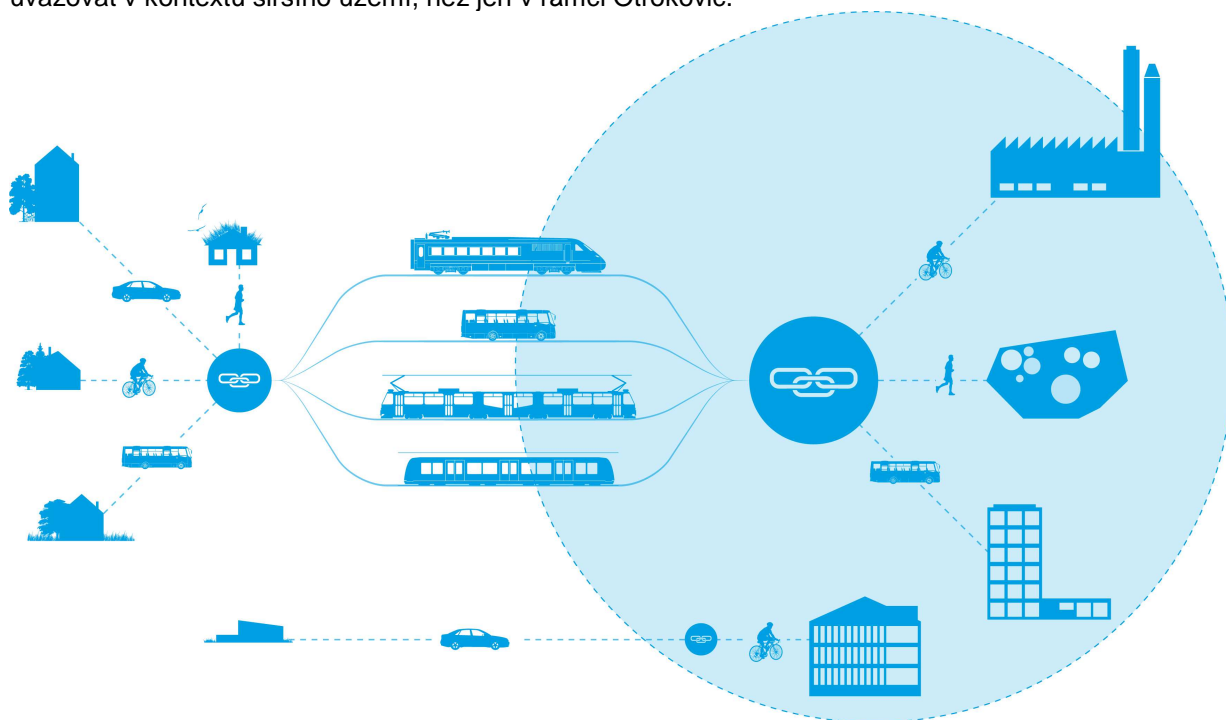 uvažovat v kontextu širšího území, než jen v rámci Otrokovic.